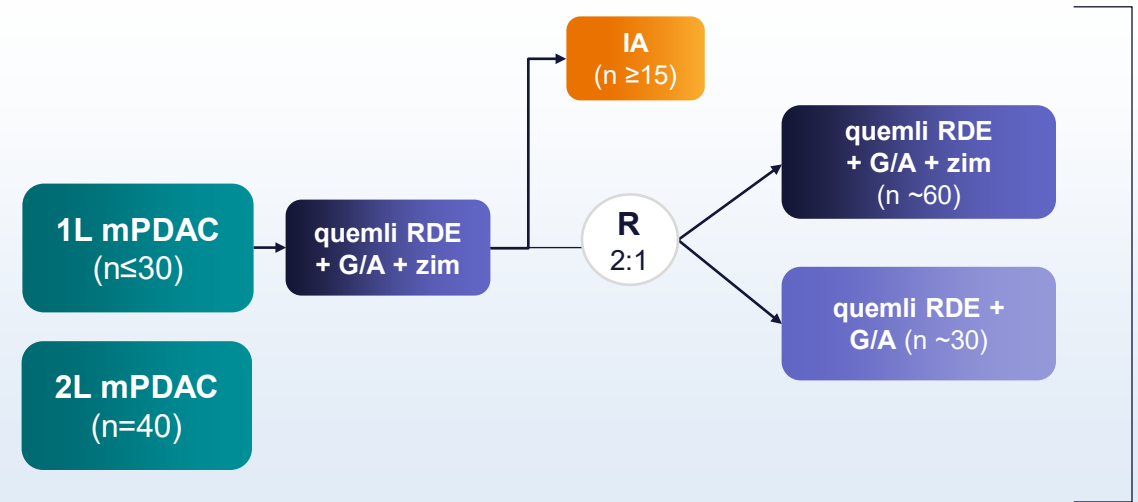 IA
(n ≥15)
1L mPDAC
(n≤30)
quemli RDE
+ G/A + zim
R
2:1
quemli RDE
+ G/A + zim
(n ~60)
quemli RDE +
G/A (n ~30)
2L mPDAC
(n=40)